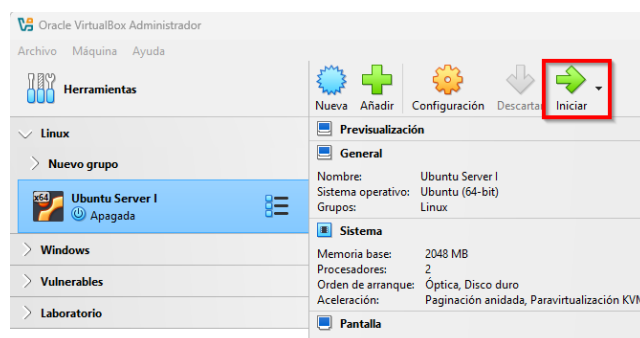 Oracle VirtualBox Administrador
Archivo Máquina Ayuda
Herramientas
Nueva Añadir Configuración Descartar Iniciar
Linux
Nuevo grupo
x64
Ubuntu Server I
Apagada
Windows
Vulnerables
Laboratorio
Previsualización
General
Nombre: Ubuntu Server I
Sistema operativo: Ubuntu (64-bit)
Grupos: Linux
Sistema
Memoria base: 2048 MB
Procesadores: 2
Orden de arranque: Óptica, Disco duro
Aceleración: Paginación anidada, Paravirtualización KVM
Pantalla